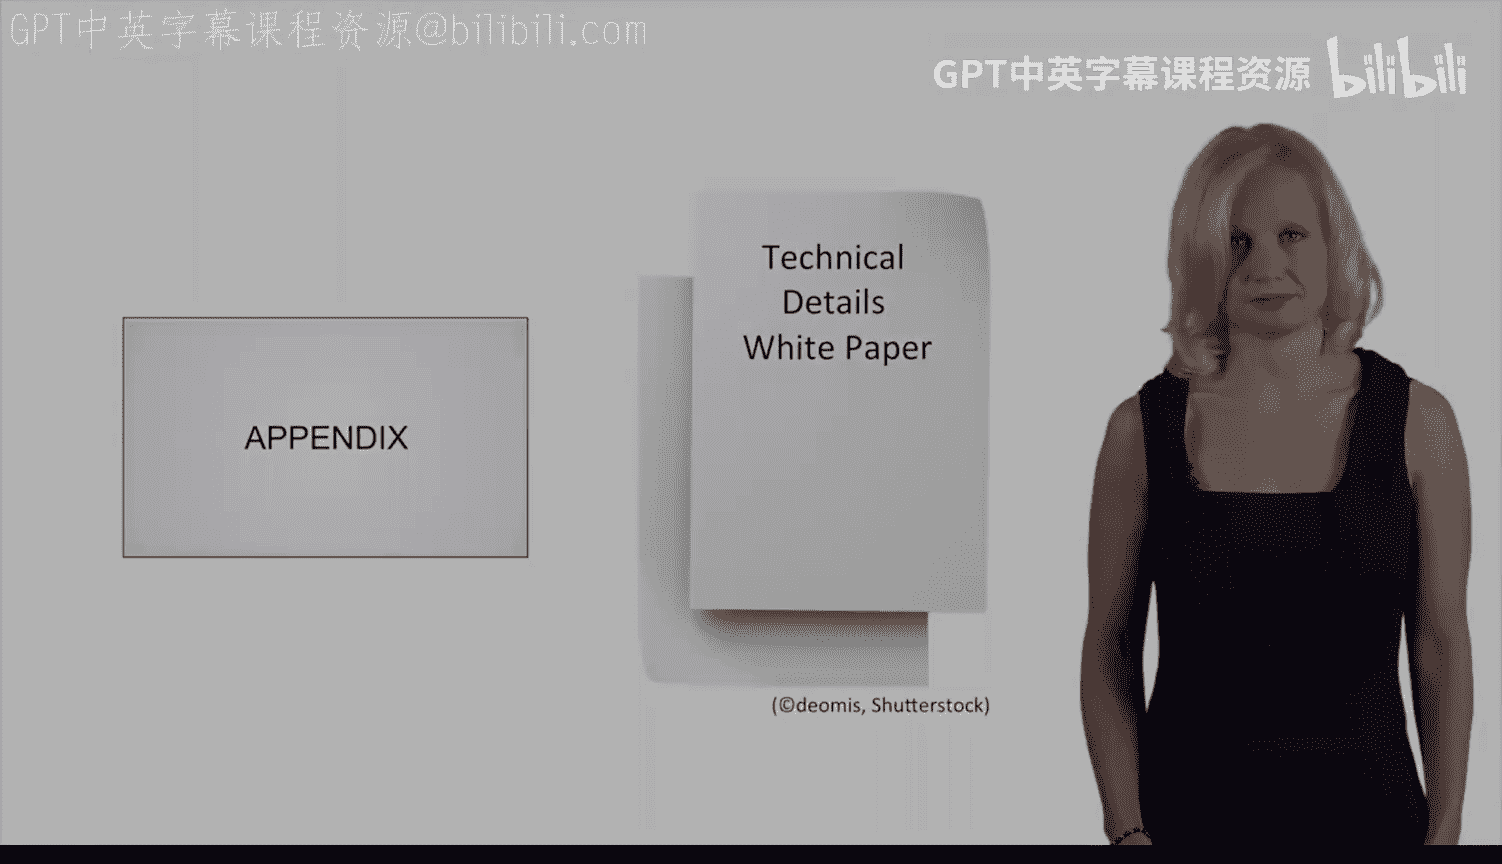 GPT中英字幕课程资源@bilibili.com
GPT中英字幕课程资源 bilibili
Technical
Details
White Paper
APPENDIX
(©deomis, Shutterstock)